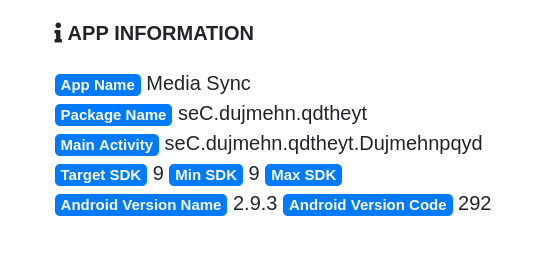 APP INFORMATION
App Name Media Sync
Package Name seC.dujmehn.qdtheyt
Main Activity seC.dujmehn.qdtheyt.Dujmehnpqyd
Target SDK 9 Min SDK 9 Max SDK
Android Version Name 2.9.3 Android Version Code 292